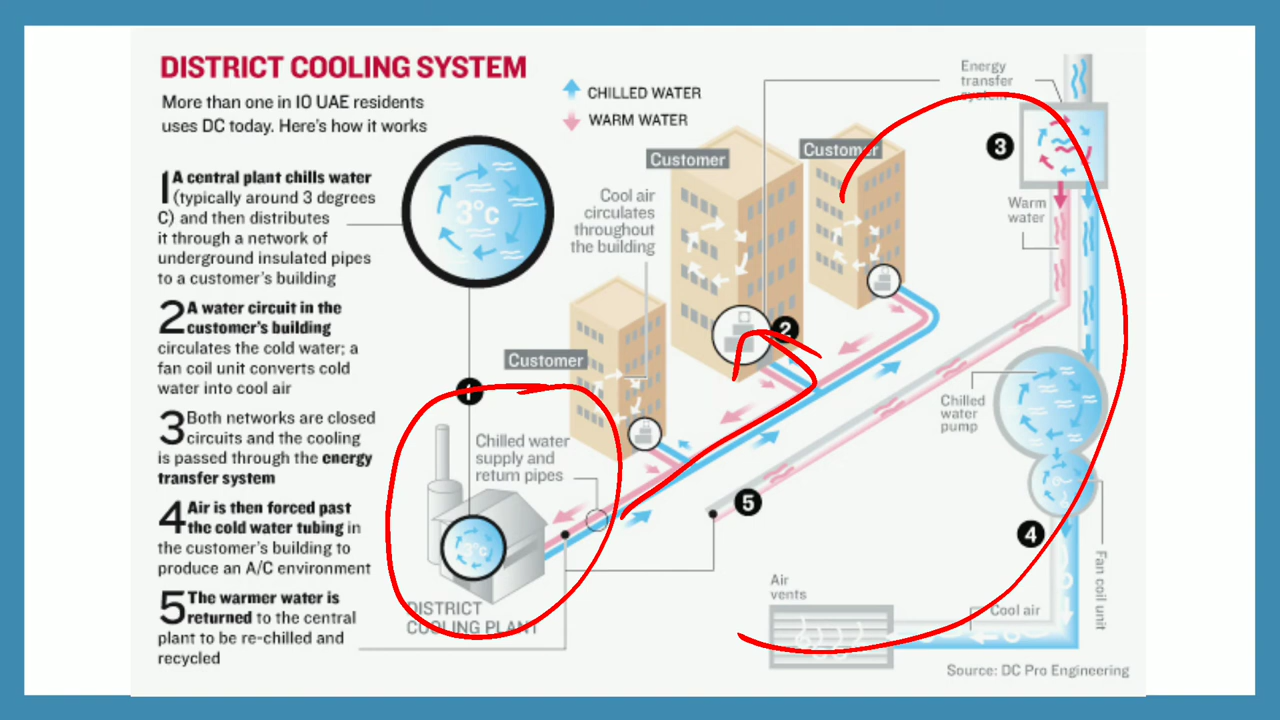 DISTRICT COOLING SYSTEM
More than one in 10 UAE residents
uses DC today. Here's how it works
CHILLED WATER
WARM WATER
1 A central plant chills water
(typically around 3 degrees
C) and then distributes
it through a network of
underground insulated pipes
to a customer's building
2 A water circuit in the
customer's building
circulates the cold water; a
fan coil unit converts cold
water into cool air
3 Both networks are closed
circuits and the cooling
is passed through the energy
transfer system
4 Air is then forced past
the cold water tubing in
the customer's building to
produce an A/C environment
5 The warmer water is
returned to the central
plant to be re-chilled and
recycled
3°c
1
3°c
DISTRICT
COOLING PLANT
Chilled water
supply and
return pipes
Customer
Cool air
circulates
throughout
the building
Customer
2
Customer
Energy
transfer
system
3
Warm
water
Chilled
water
pump
5
4
Fan coil unit
Air
vents
Cool air
Source: DC Pro Engineering